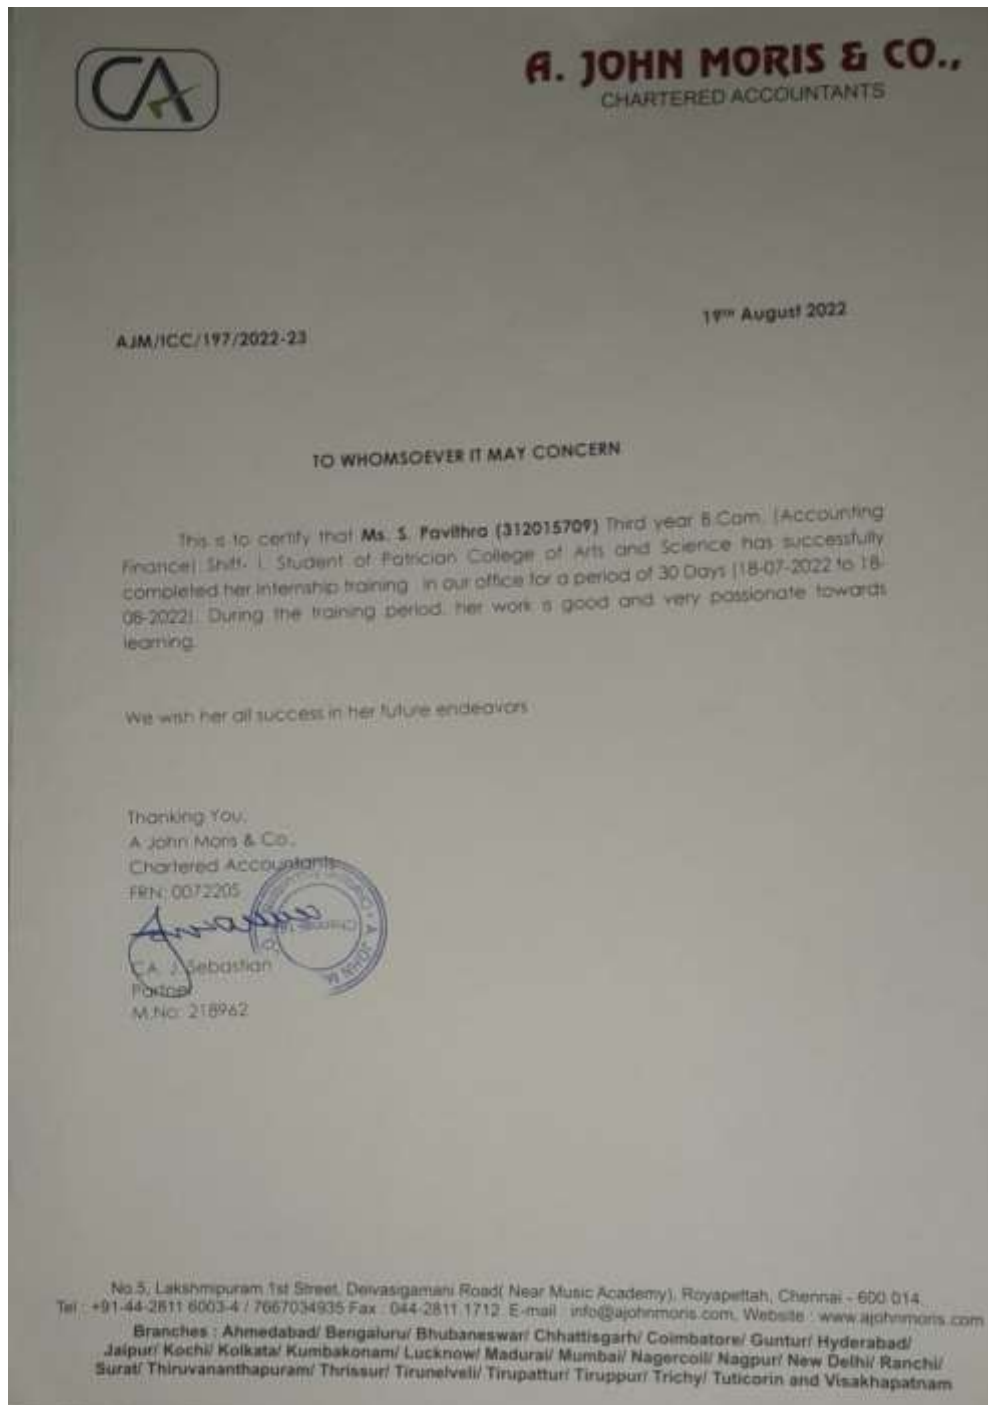 CA
A. JOHN MORIS & CO.,
CHARTERED ACCOUNTANTS
19TH August 2022
AJM/ICC/197/2022-23
TO WHOMSOEVER IT MAY CONCERN
This is to certify that Ms. S. Pavithra (312015709) Third year B.Com. (Accounting
Finance) Shift- I, Student of Patrician College of Arts and Science has successfully
completed her Internship training in our office for a period of 30 Days (18-07-2022 to 18-
08-2022). During the training period, her work is good and very passionate towards
learning.
We wish her all success in her future endeavors
Thanking You,
A John Moris & Co.,
Chartered Accountants
FRN: 007220S
CA. J. Sebastian
Partner
M.No: 218962
A. JOHN M
No.5, Lakshmipuram 1st Street, Deivasigamani Road( Near Music Academy), Royapettah, Chennai - 600 014.
Tel : +91-44-2811 6003-4 / 7667034935 Fax : 044-2811 1712 E-mail : info@ajohnmoris.com, Website : www.ajohnmoris.com
Branches : Ahmedabad/ Bengaluru/ Bhubaneswar/ Chhattisgarh/ Coimbatore/ Guntur/ Hyderabad/
Jaipur/ Kochi/ Kolkata/ Kumbakonam/ Lucknow/ Madurai/ Mumbai/ Nagercoil/ Nagpur/ New Delhi/ Ranchi/
Surat/ Thiruvananthapuram/ Thrissur/ Tirunelveli/ Tirupattur/ Tiruppur/ Trichy/ Tuticorin and Visakhapatnam